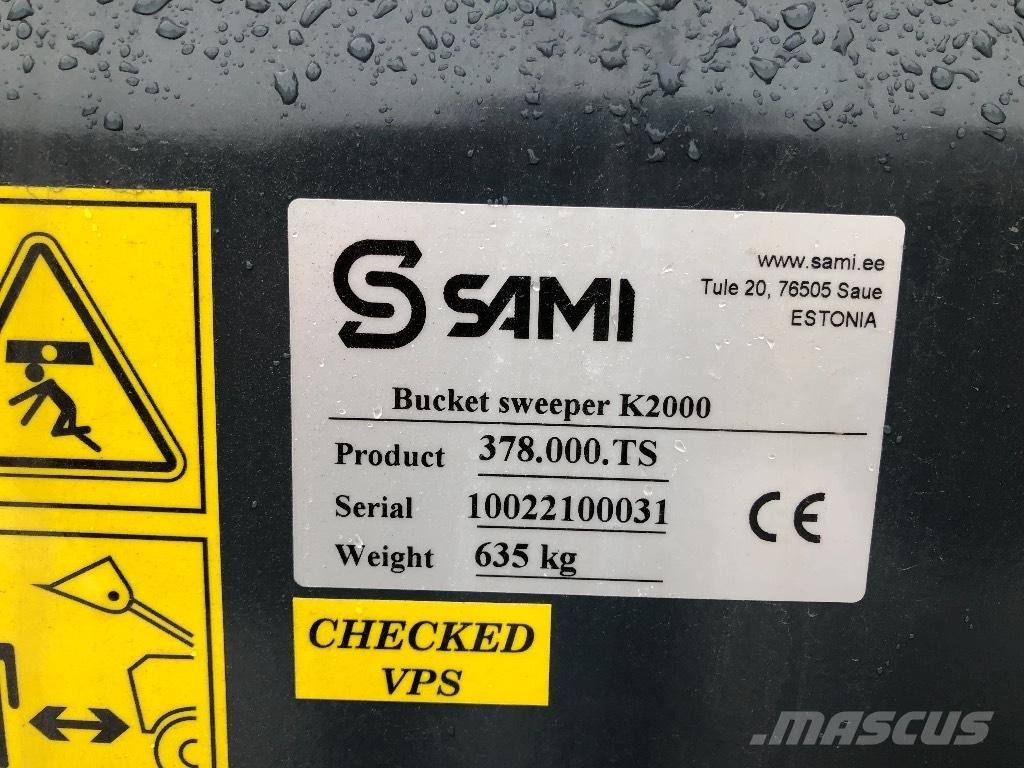 SAMI
www.sami.ee
Tule 20, 76505 Saue
ESTONIA
Bucket sweeper K2000
Product 378.000.TS
Serial 10022100031
Weight 635 kg
CE
CHECKED
VPS
MASCUS